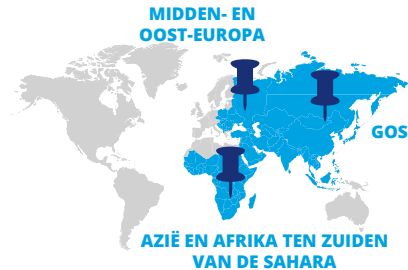 MIDDEN- EN
OOST-EUROPA
GOS
AZIË EN AFRIKA TEN ZUIDEN
VAN DE SAHARA